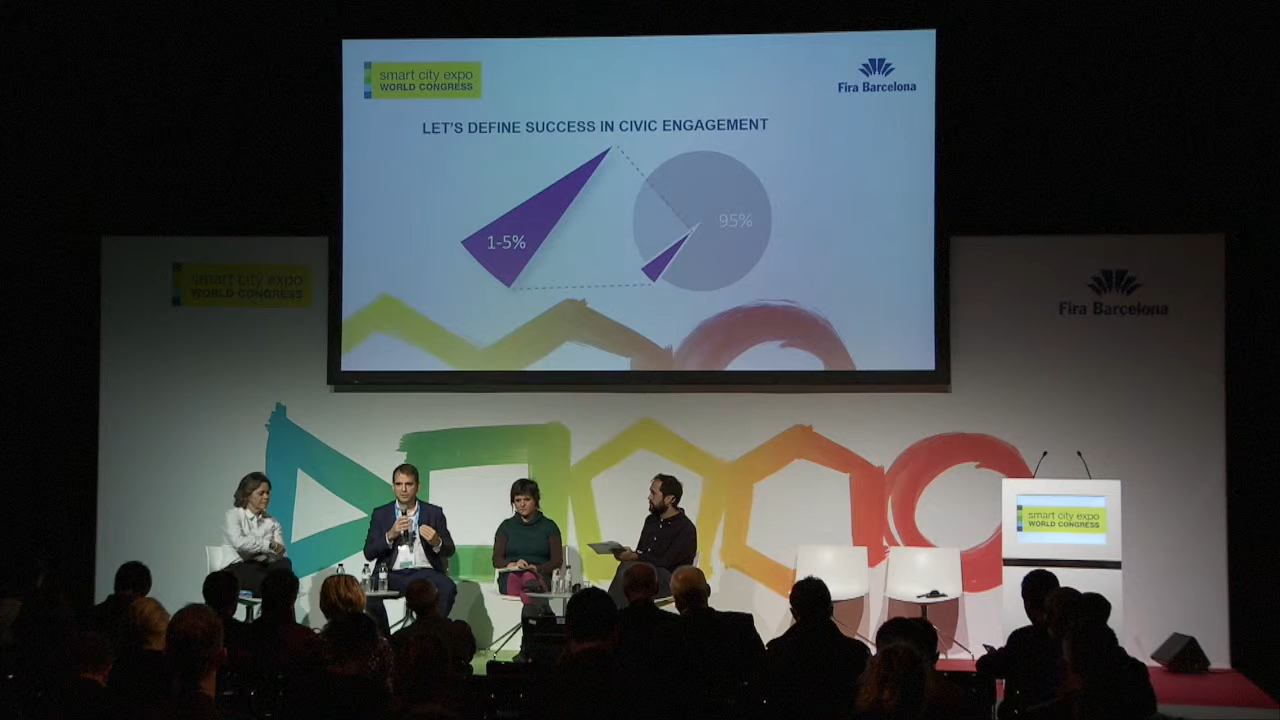 smart city expo
WORLD CONGRESS
Fira Barcelona
LET'S DEFINE SUCCESS IN CIVIC ENGAGEMENT
1-5%
95%
smart city expo
WORLD CONGRESS
Fira Barcelona
smart city expo
WORLD CONGRESS